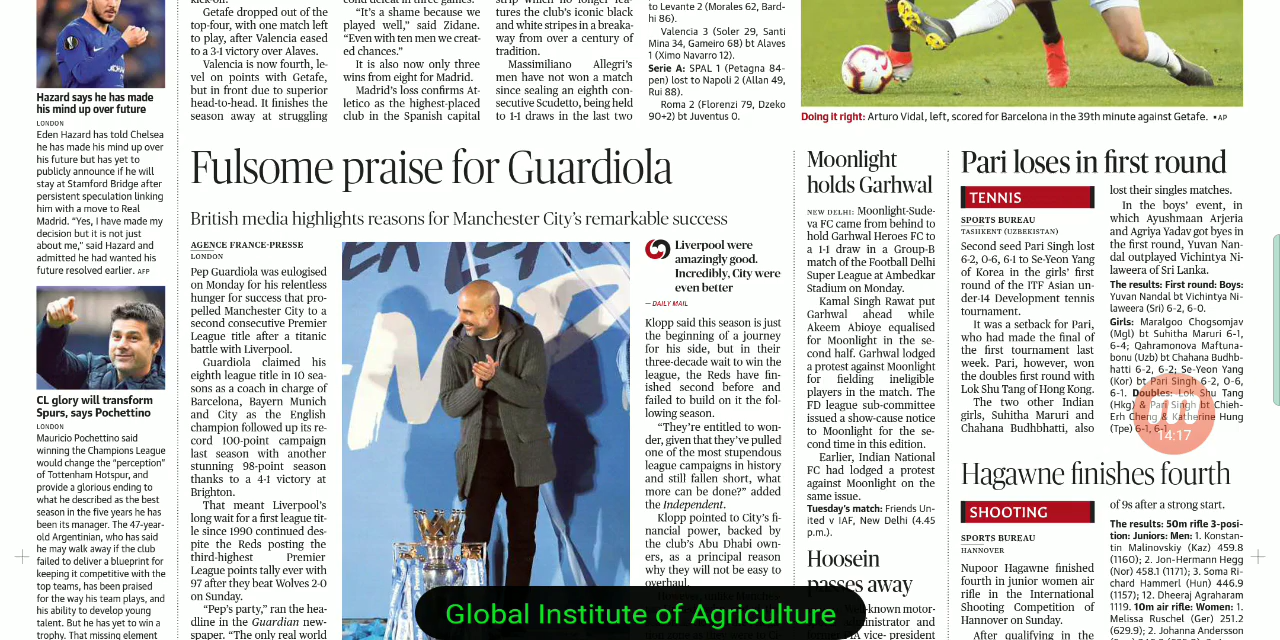 Hazard says he has made
his mind up over future
LONDON
Eden Hazard has told Chelsea
he has made his mind up over
his future but has yet to
publicly announce if he will
stay at Stamford Bridge after
persistent speculation linking
him with a move to Real
Madrid. “Yes, I have made my
decision but it is not just
about me,” said Hazard and
admitted he had wanted his
future resolved earlier. AFP
CL glory will transform
Spurs, says Pochettino
LONDON
Mauricio Pochettino said
winning the Champions League
would change the “perception”
of Tottenham Hotspur, and
provide a glorious ending to
what he described as the best
season in the five years he has
been its manager. The 47-year-
old Argentinian, who has said
he may walk away if the club
failed to deliver a blueprint for
keeping it competitive with the
top teams, has been praised
for the way his team plays, and
his ability to develop young
talent. But he has yet to win a
trophy. That missing element
Getafe dropped out of the
top-four, with one match left
to play, after Valencia eased
to a 3-1 victory over Alaves.
Valencia is now fourth, le-
vel on points with Getafe,
but in front due to superior
head-to-head. It finishes the
season away at struggling
“It’s a shame because we
played well,” said Zidane.
“Even with ten men we creat-
ed chances.”
It is also now only three
wins from eight for Madrid.
Madrid’s loss confirms At-
letico as the highest-placed
club in the Spanish capital
tures the club’s iconic black
and white stripes in a breaka-
way from over a century of
tradition.
Massimiliano Allegri’s
men have not won a match
since sealing an eighth con-
secutive Scudetto, being held
to 1-1 draws in the last two
to Levante 2 (Morales 62, Bard-
hi 86).
Valencia 3 (Soler 29, Santi
Mina 34, Gameiro 68) bt Alaves
1 (Ximo Navarro 12).
Serie A: SPAL 1 (Petagna 84-
pen) lost to Napoli 2 (Allan 49,
Rui 88).
Roma 2 (Florenzi 79, Dzeko
90+2) bt Juventus 0.
Doing it right: Arturo Vidal, left, scored for Barcelona in the 39th minute against Getafe. •AP
Fulsome praise for Guardiola
British media highlights reasons for Manchester City’s remarkable success
AGENCE FRANCE-PRESSE
LONDON
Pep Guardiola was eulogised
on Monday for his relentless
hunger for success that pro-
pelled Manchester City to a
second consecutive Premier
League title after a titanic
battle with Liverpool.
Guardiola claimed his
eighth league title in 10 sea-
sons as a coach in charge of
Barcelona, Bayern Munich
and City as the English
champion followed up its re-
cord 100-point campaign
last season with another
stunning 98-point season
thanks to a 4-1 victory at
Brighton.
That meant Liverpool’s
long wait for a first league tit-
le since 1990 continued des-
pite the Reds posting the
third-highest Premier
League points tally ever with
97 after they beat Wolves 2-0
on Sunday.
“Pep’s party,” ran the hea-
dline in the Guardian new-
spaper. “The only real world
Liverpool were
amazingly good.
Incredibly, City were
even better
— DAILY MAIL
Klopp said this season is just
the beginning of a journey
for his side, but in their
three-decade wait to win the
league, the Reds have fin-
ished second before and
failed to build on it the fol-
lowing season.
“They’re entitled to won-
der, given that they’ve pulled
one of the most stupendous
league campaigns in history
and still fallen short, what
more can be done?” added
the Independent.
Klopp pointed to City’s fi-
nancial power, backed by
the club’s Abu Dhabi own-
ers, as a principal reason
why they will not be easy to
overhaul.
Moonlight
holds Garhwal
NEW DELHI: Moonlight-Sude-
va FC came from behind to
hold Garhwal Heroes FC to
a 1-1 draw in a Group-B
match of the Football Delhi
Super League at Ambedkar
Stadium on Monday.
Kamal Singh Rawat put
Garhwal ahead while
Akeem Abioye equalised
for Moonlight in the se-
cond half. Garhwal lodged
a protest against Moonlight
for fielding ineligible
players in the match. The
FD league sub-committee
issued a show-cause notice
to Moonlight for the se-
cond time in this edition.
Earlier, Indian National
FC had lodged a protest
against Moonlight on the
same issue.
Tuesday’s match: Friends Un-
ited v IAF, New Delhi (4.45
p.m.).
Hoosein
passes away
Pari loses in first round
TENNIS
SPORTS BUREAU
TASHKENT (UZBEKISTAN)
Second seed Pari Singh lost
6-2, 0-6, 6-1 to Se-Yeon Yang
of Korea in the girls’ first
round of the ITF Asian un-
der-14 Development tennis
tournament.
It was a setback for Pari,
who had made the final of
the first tournament last
week. Pari, however, won
the doubles first round with
Lok Shu Tang of Hong Kong.
The two other Indian
girls, Suhitha Maruri and
Chahana Budhbhatti, also
lost their singles matches.
In the boys’ event, in
which Ayushmaan Arjeria
and Agriya Yadav got byes in
the first round, Yuvan Nan-
dal outplayed Vichintya Ni-
laweera of Sri Lanka.
The results: First round: Boys:
Yuvan Nandal bt Vichintya Ni-
laweera (Sri) 6-2, 6-0.
Girls: Maralgoo Chogsomjav
(Mgl) bt Suhitha Maruri 6-1,
6-4; Qahramonova Maftuna-
bonu (Uzb) bt Chahana Budhb-
hatti 6-2, 6-2; Se-Yeon Yang
(Kor) bt Pari Singh 6-2, 0-6,
6-1. Doubles: Lok Shu Tang
(Hkg) & Pari Singh bt Chieh-
Erh Cheng & Katherine Hung
(Tpe) 6-1, 6-1.
14:17
Hagawne finishes fourth
SHOOTING
SPORTS BUREAU
HANNOVER
Nupoor Hagawne finished
fourth in junior women air
rifle in the International
Shooting Competition of
Hannover on Sunday.
After qualifying in the
of 9s after a strong start.
The results: 50m rifle 3-posi-
tion: Juniors: Men: 1. Konstan-
tin Malinovskiy (Kaz) 459.8
(1160); 2. Jon-Hermann Hegg
(Nor) 458.1 (1171); 3. Soma Ri-
chard Hammerl (Hun) 446.9
(1157); 12. Dheeraj Agraharam
1119. 10m air rifle: Women: 1.
Melissa Ruschel (Ger) 251.2
(629.9); 2. Johanna Andersson
Global Institute of Agriculture